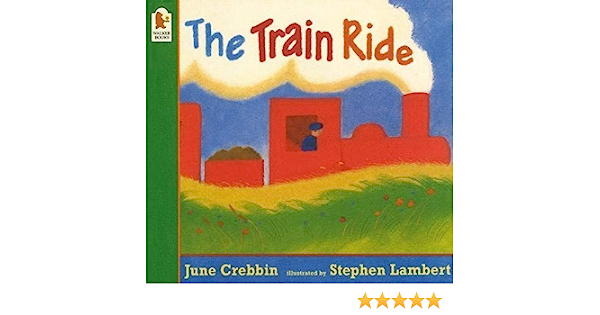 WALKER
BOOKS
The Train Ride
June Crebbin illustrated by Stephen Lambert